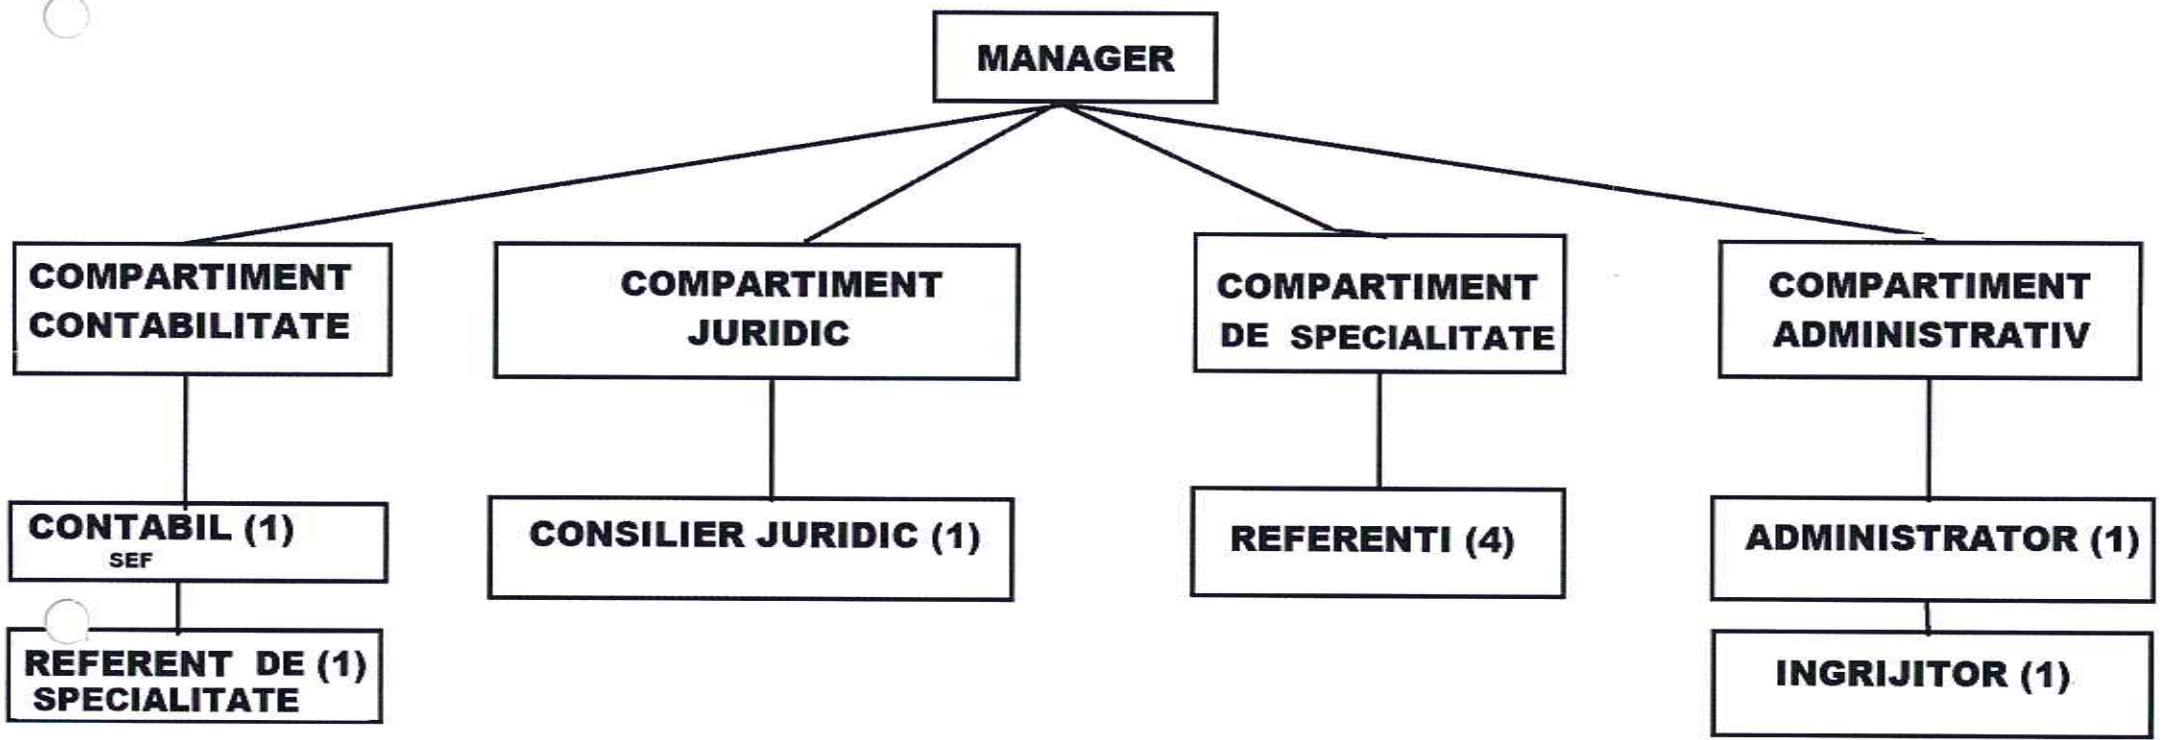 MANAGER
COMPARTIMENT
CONTABILITATE
COMPARTIMENT
JURIDIC
COMPARTIMENT
DE SPECIALITATE
COMPARTIMENT
ADMINISTRATIV
CONTABIL (1)
SEF
CONSILIER JURIDIC (1)
REFERENTI (4)
ADMINISTRATOR (1)
REFERENT DE (1)
SPECIALITATE
INGRIJITOR (1)